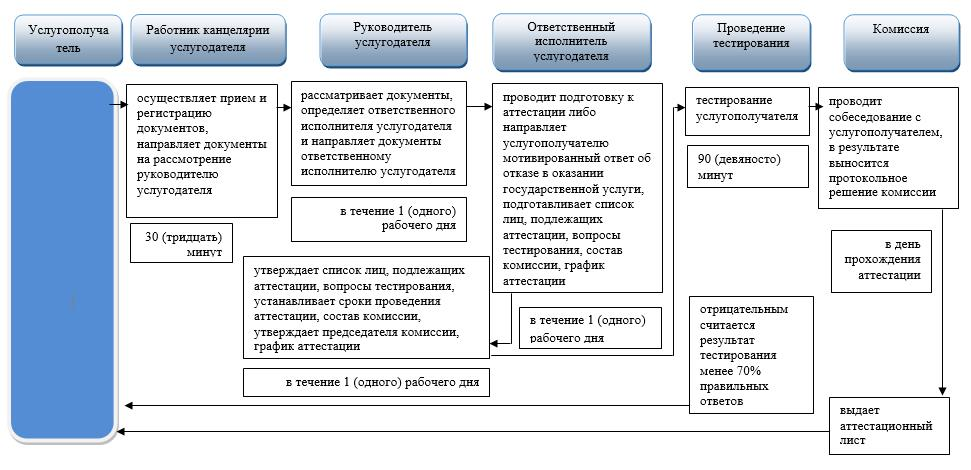 Услугополуча
тель
Работник канцелярии
услугодателя
Руководитель
услугодателя
Ответственный
исполнитель
услугодателя
Проведение
тестирования
Комиссия
осуществляет прием и
регистрацию
документов,
направляет документы
на рассмотрение
руководителю
услугодателя
30 (тридцать)
минут
рассматривает документы,
определяет ответственного
исполнителя услугодателя
и направляет документы
ответственному
исполнителю услугодателя
в течение 1 (одного)
рабочего дня
проводит подготовку к
аттестации либо
направляет
услугополучателю
мотивированный ответ об
отказе в оказании
государственной услуги,
подготавливает список
лиц, подлежащих
аттестации, вопросы
тестирования, состав
комиссии, график
аттестации
в течение 1 (одного)
рабочего дня
утверждает список лиц, подлежащих
аттестации, вопросы тестирования,
устанавливает сроки проведения
аттестации, состав комиссии,
утверждает председателя комиссии,
график аттестации
в течение 1 (одного) рабочего дня
тестирование
услугополучателя
90 (девяносто)
минут
отрицательным
считается
результат
тестирования
менее 70%
правильных
ответов
проводит
собеседование с
услугополучателем,
в результате
выносится
протокольное
решение комиссии
в день
прохождения
аттестации
выдает
аттестационный
лист